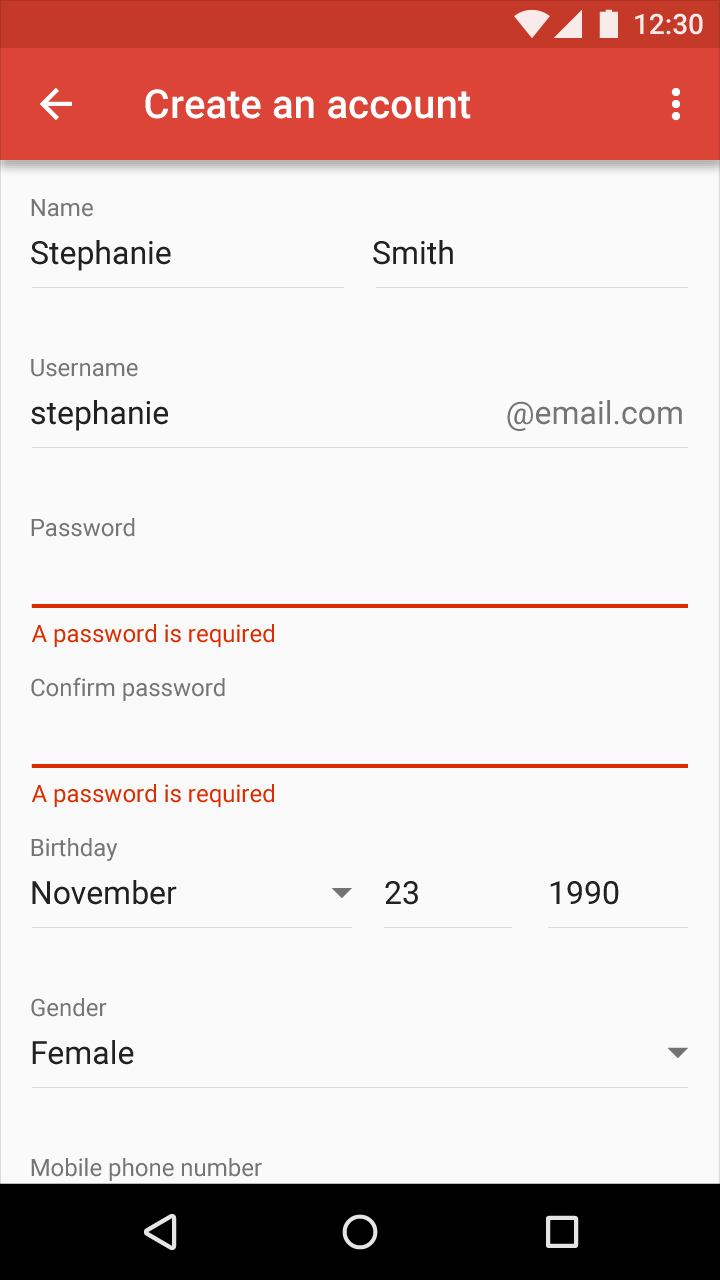 12:30
Create an account
Name
Stephanie Smith
Username
stephanie @email.com
Password
A password is required
Confirm password
A password is required
Birthday
November 23 1990
Gender
Female
Mobile phone number